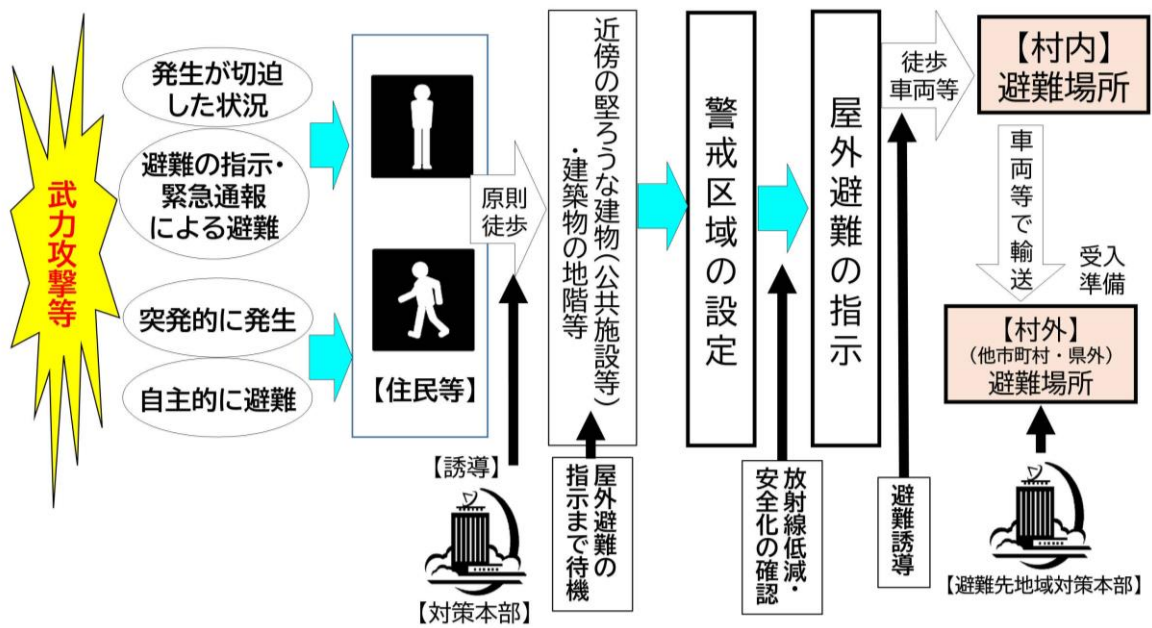 武力攻撃等
発生が切迫
した状況
避難の指示・
緊急通報
による避難
突発的に発生
自主的に避難
【住民等】
原則
徒歩
【誘導】
【対策本部】
近傍の堅ろうな建物(公共施設等)
・建築物の地階等
屋外避難の
指示まで待機
警戒区域の設定
放射線低減・
安全化の確認
屋外避難の指示
徒歩
車両等
避難誘導
【村内】
避難場所
車両等で輸送
受入
準備
【村外】
(他市町村・県外)
避難場所
【避難先地域対策本部】